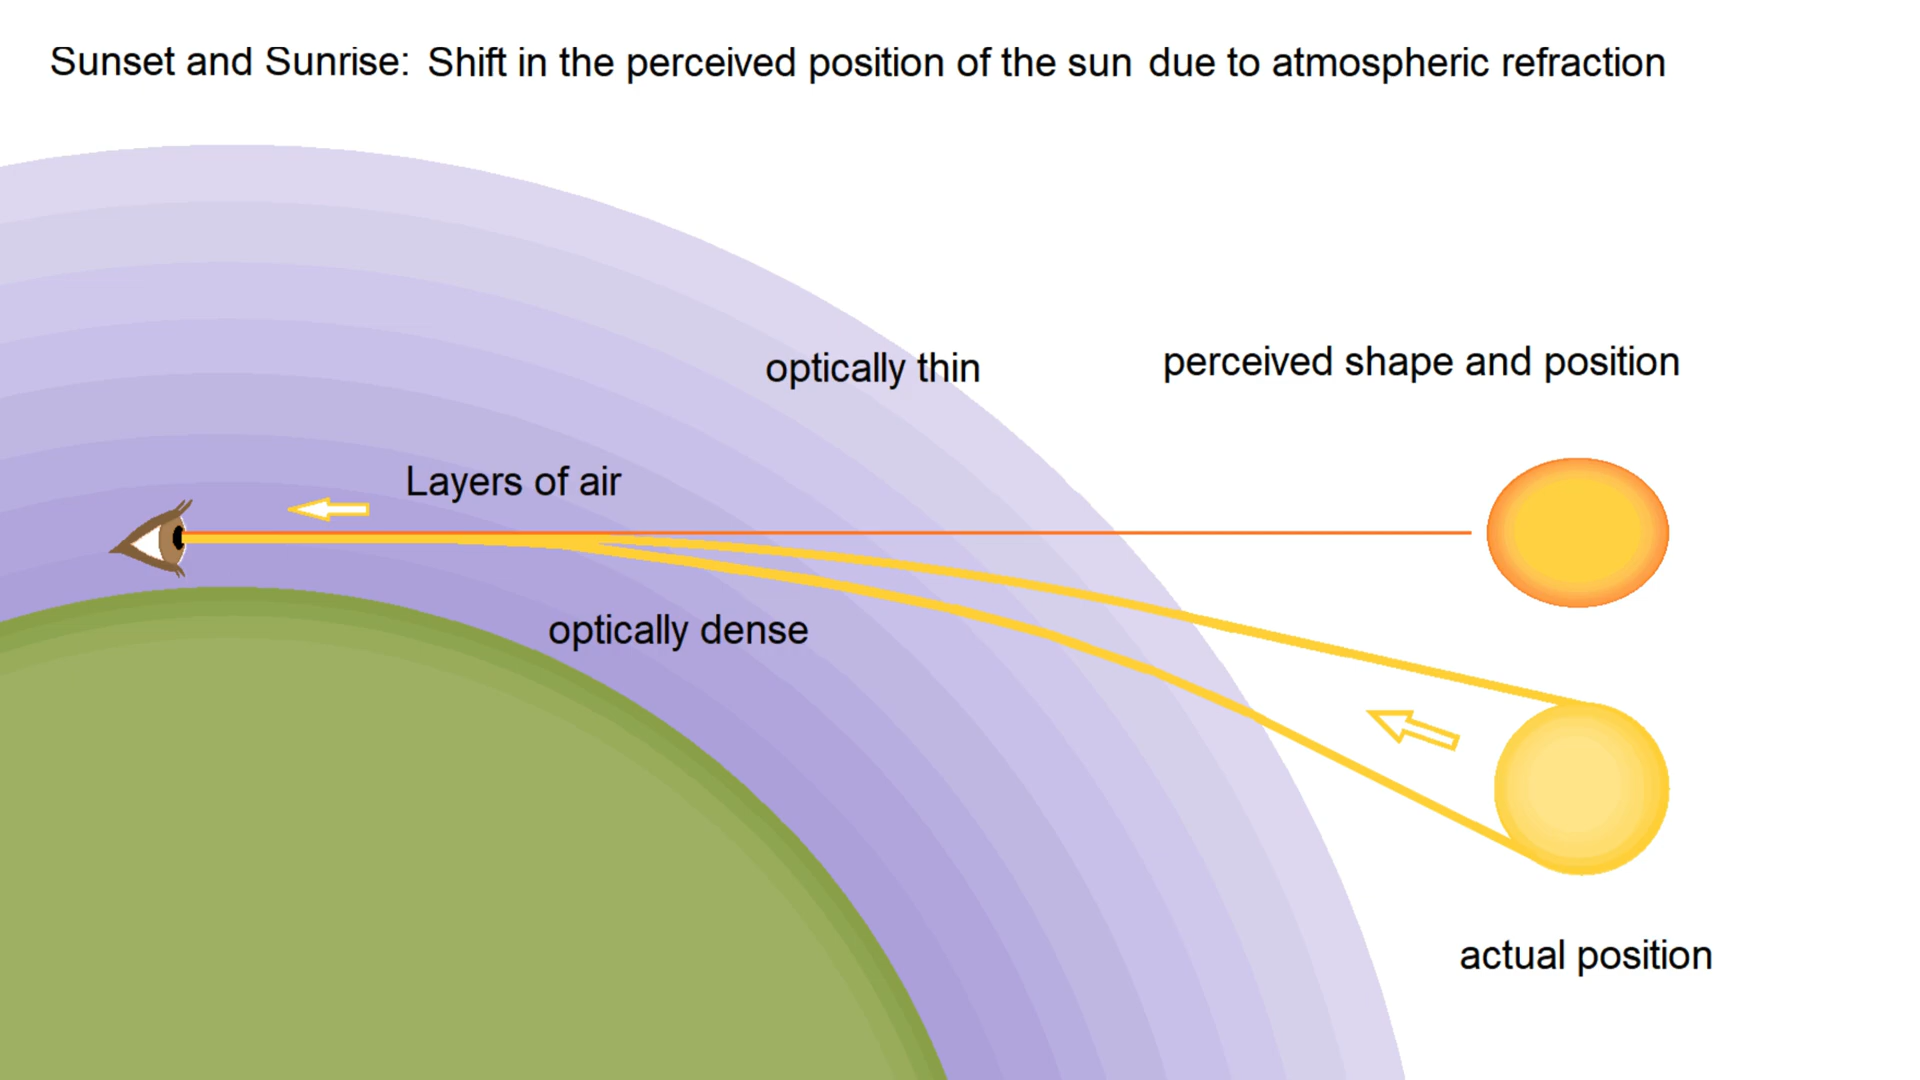 Sunset and Sunrise: Shift in the perceived position of the sun due to atmospheric refraction
optically thin
perceived shape and position
Layers of air
optically dense
actual position